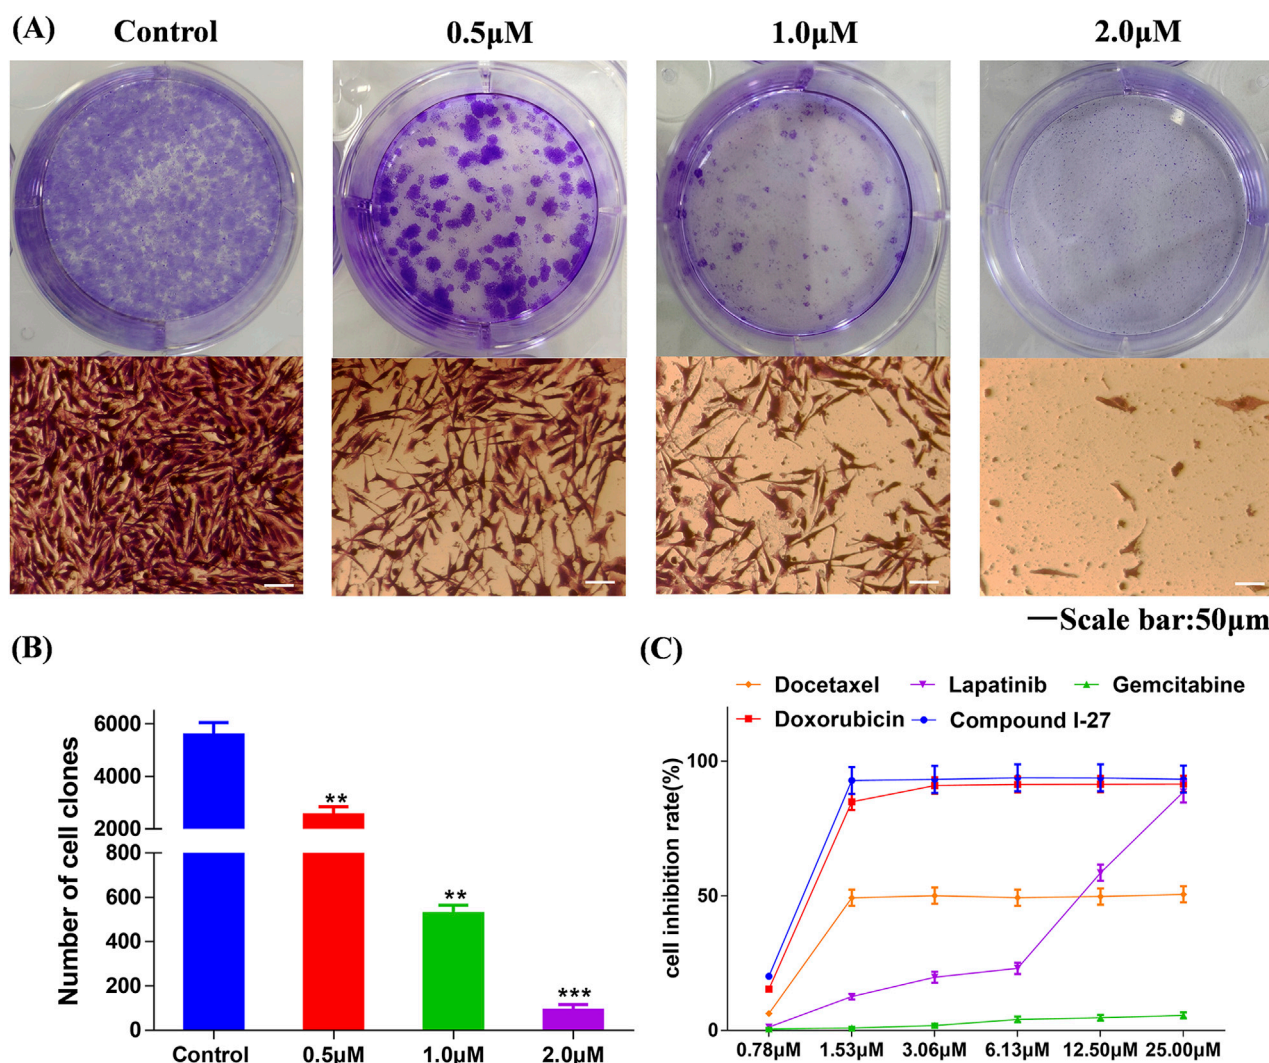 (A) Control 0.5μM 1.0μM 2.0μM
Scale bar:50μm
(B)
Number of cell clones
6000
4000
2000
800
600
400
200
0
**
**
***
Control 0.5μM 1.0μM 2.0μM
(C)
Docetaxel Lapatinib Gemcitabine
Doxorubicin Compound I-27
cell inhibition rate(%)
100
50
0
0.78μM 1.53μM 3.06μM 6.13μM 12.50μM 25.00μM